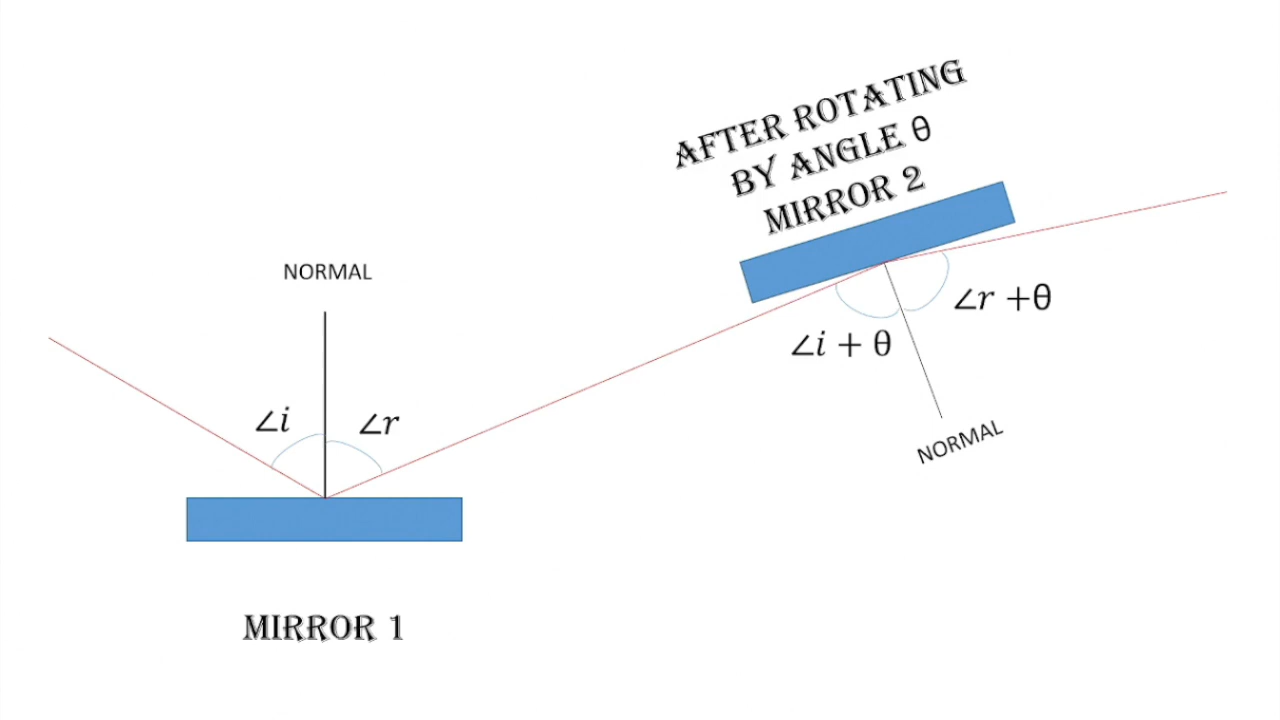 AFTER ROTATING
BY ANGLE θ
MIRROR 2
NORMAL
∠r +θ
∠i + θ
∠i
∠r
NORMAL
MIRROR 1